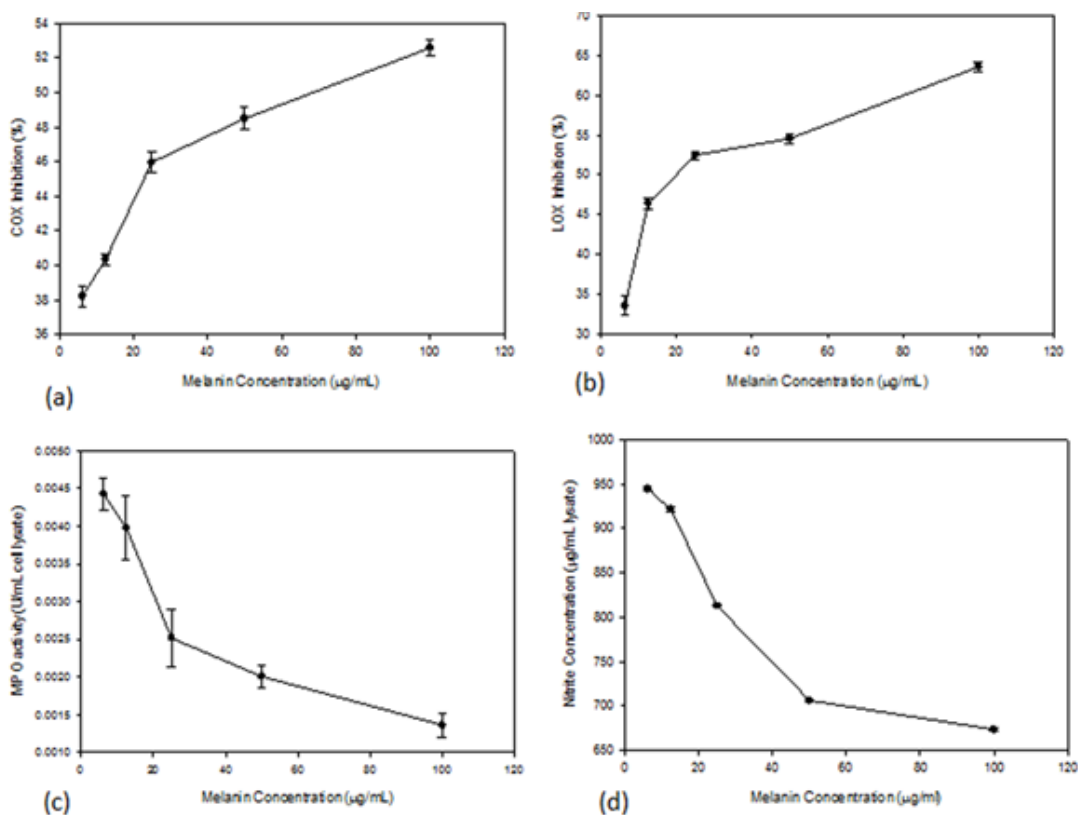 54
52
50
48
46
44
42
40
38
36
COX Inhibition (%)
0 20 40 60 80 100 120
Melanin Concentration (µg/mL)
(a)
70
65
60
55
50
45
40
35
30
LOX Inhibition (%)
0 20 40 60 80 100 120
Melanin Concentration (µg/mL)
(b)
0.0050
0.0045
0.0040
0.0035
0.0030
0.0025
0.0020
0.0015
0.0010
MPO activity (U/mL cell lysate)
0 20 40 60 80 100 120
Melanin Concentration (µg/mL)
(c)
1000
950
900
850
800
750
700
650
Nitrite Concentration (µg/mL lysate)
0 20 40 60 80 100 120
Melanin Concentration (µg/ml)
(d)